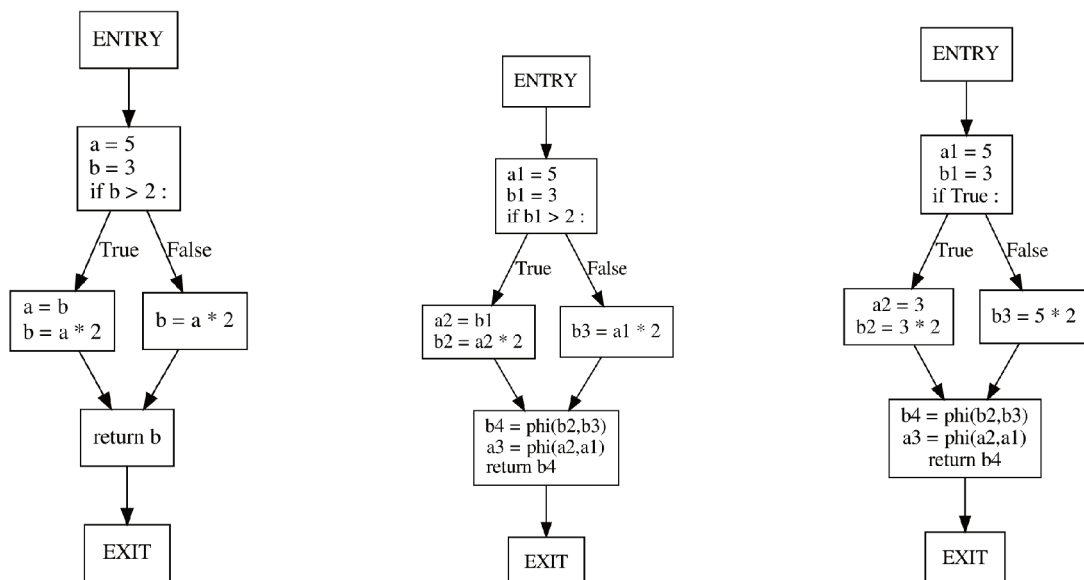 ENTRY
a = 5
b = 3
if b > 2 :
True
False
a = b
b = a * 2
b = a * 2
return b
EXIT
ENTRY
a1 = 5
b1 = 3
if b1 > 2 :
True
False
a2 = b1
b2 = a2 * 2
b3 = a1 * 2
b4 = phi(b2,b3)
a3 = phi(a2,a1)
return b4
EXIT
ENTRY
a1 = 5
b1 = 3
if True :
True
False
a2 = 3
b2 = 3 * 2
b3 = 5 * 2
b4 = phi(b2,b3)
a3 = phi(a2,a1)
return b4
EXIT